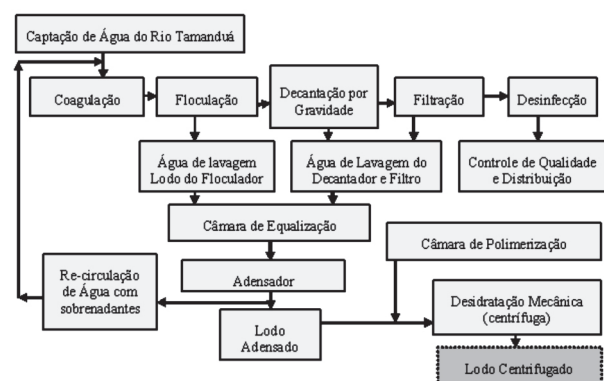 Captação de Água do Rio Tamanduá
Coagulação
Floculação
Decantação por
Gravidade
Filtração
Desinfecção
Água de lavagem
Lodo do Floculador
Água de Lavagem do
Decantador e Filtro
Controle de Qualidade
e Distribuição
Câmara de Equalização
Câmara de Polimerização
Re-circulação
de Água com
sobrenadantes
Adensador
Desidratação Mecânica
(centrífuga)
Lodo
Adensado
Lodo Centrifugado